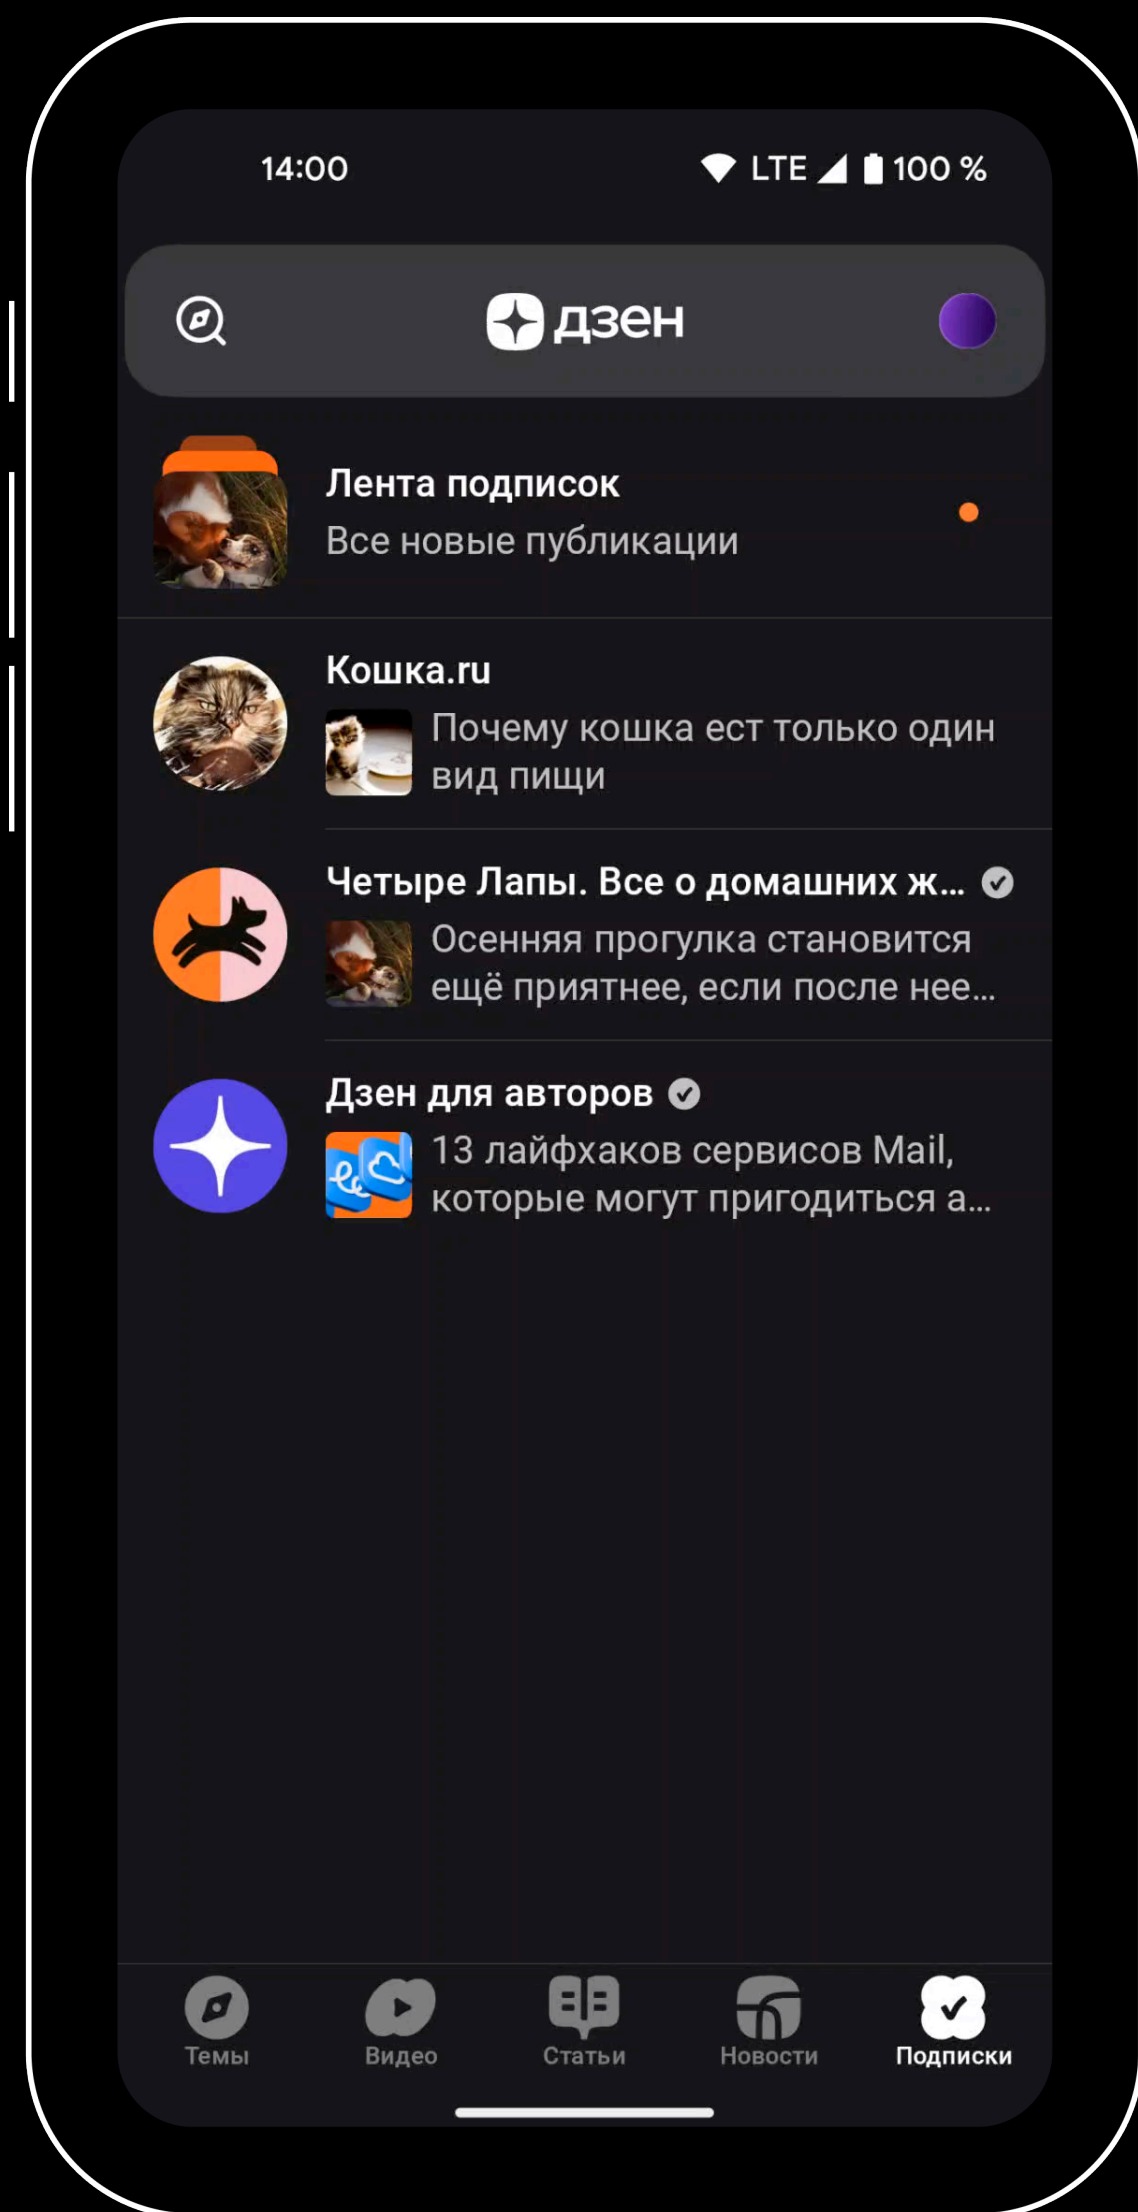 14:00
LTE 100 %
дзен
Лента подписок
Все новые публикации
Кошка.ru
Почему кошка ест только один
вид пищи
Четыре Лапы. Все о домашних ж...
Осенняя прогулка становится
ещё приятнее, если после нее...
Дзен для авторов
13 лайфхаков сервисов Mail,
которые могут пригодиться а...
Темы
Видео
Статьи
Новости
Подписки